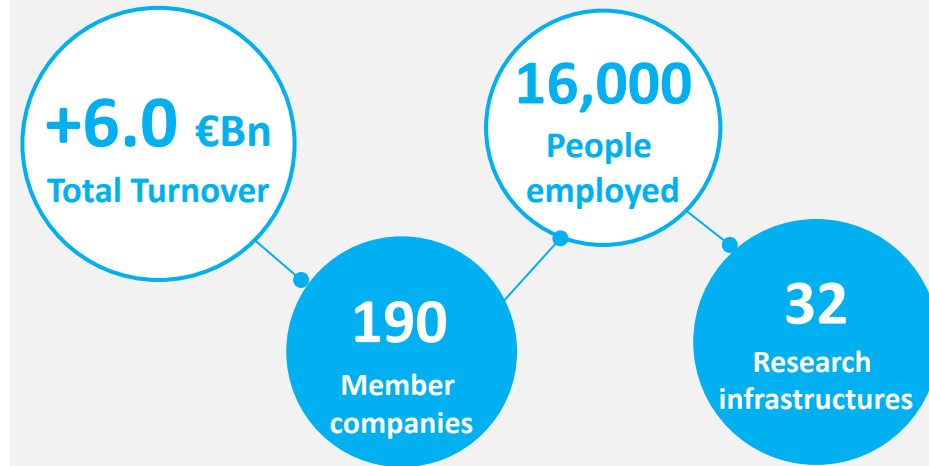 +6.0 €Bn
Total Turnover
190
Member
companies
16,000
People
employed
32
Research
infrastructures